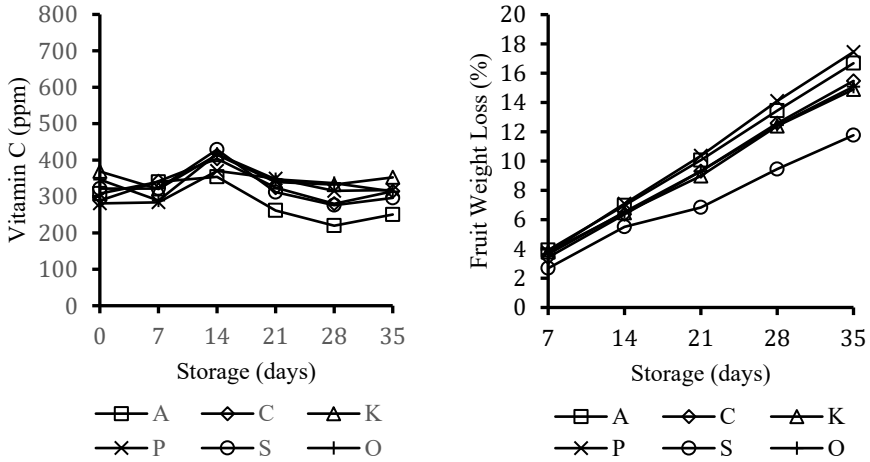 800
700
600
500
400
300
200
100
0
Vitamin C (ppm)
0 7 14 21 28 35
Storage (days)
A C K
P S O
20
18
16
14
12
10
8
6
4
2
0
Fruit Weight Loss (%)
7 14 21 28 35
Storage (days)
A C K
P S O